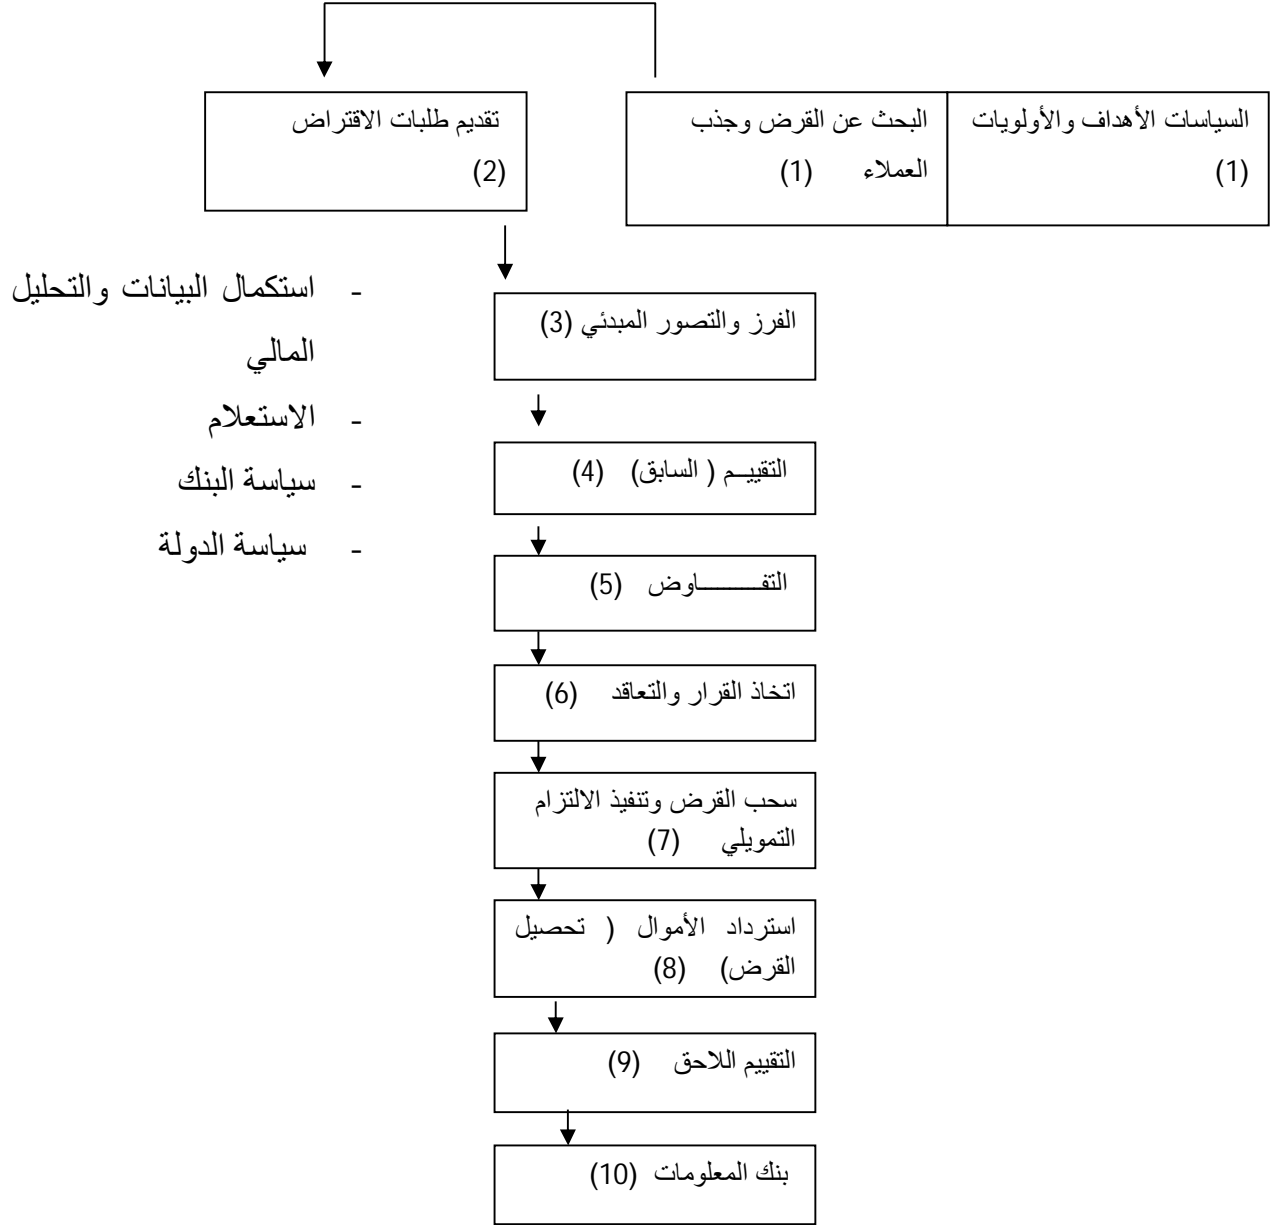 السياسات الأهداف والأولويات
(1)
البحث عن القرض وجذب
العملاء (1)
تقديم طلبات الاقتراض
(2)
الفرز والتصور المبدئي (3)
- استكمال البيانات والتحليل
المالي
- الاستعلام
- سياسة البنك
- سياسة الدولة
التقييــم ( السابق) (4)
التفــــــــاوض (5)
اتخاذ القرار والتعاقد (6)
سحب القرض وتنفيذ الالتزام
التمويلي (7)
استرداد الأموال ( تحصيل
القرض) (8)
التقييم اللاحق (9)
بنك المعلومات (10)